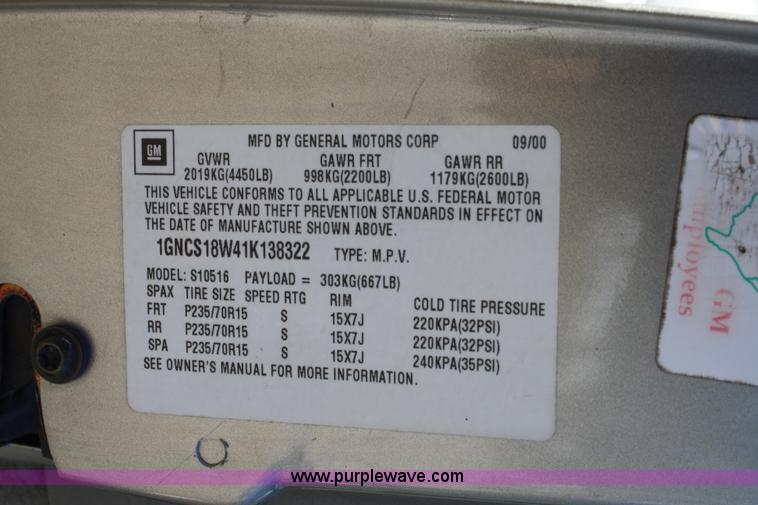 GM
MFD BY GENERAL MOTORS CORP 09/00
GVWR GAWR FRT GAWR RR
2019KG(4450LB) 998KG(2200LB) 1179KG(2600LB)
THIS VEHICLE CONFORMS TO ALL APPLICABLE U.S. FEDERAL MOTOR
VEHICLE SAFETY AND THEFT PREVENTION STANDARDS IN EFFECT ON
THE DATE OF MANUFACTURE SHOWN ABOVE.
1GNCS18W41K138322 TYPE: M.P.V.
MODEL: S10516 PAYLOAD = 303KG(667LB)
SPAX TIRE SIZE SPEED RTG RIM COLD TIRE PRESSURE
FRT P235/70R15 S 15X7J 220KPA(32PSI)
RR P235/70R15 S 15X7J 220KPA(32PSI)
SPA P235/70R15 S 15X7J 240KPA(35PSI)
SEE OWNER'S MANUAL FOR MORE INFORMATION.
GM
mployees
www.purplewave.com